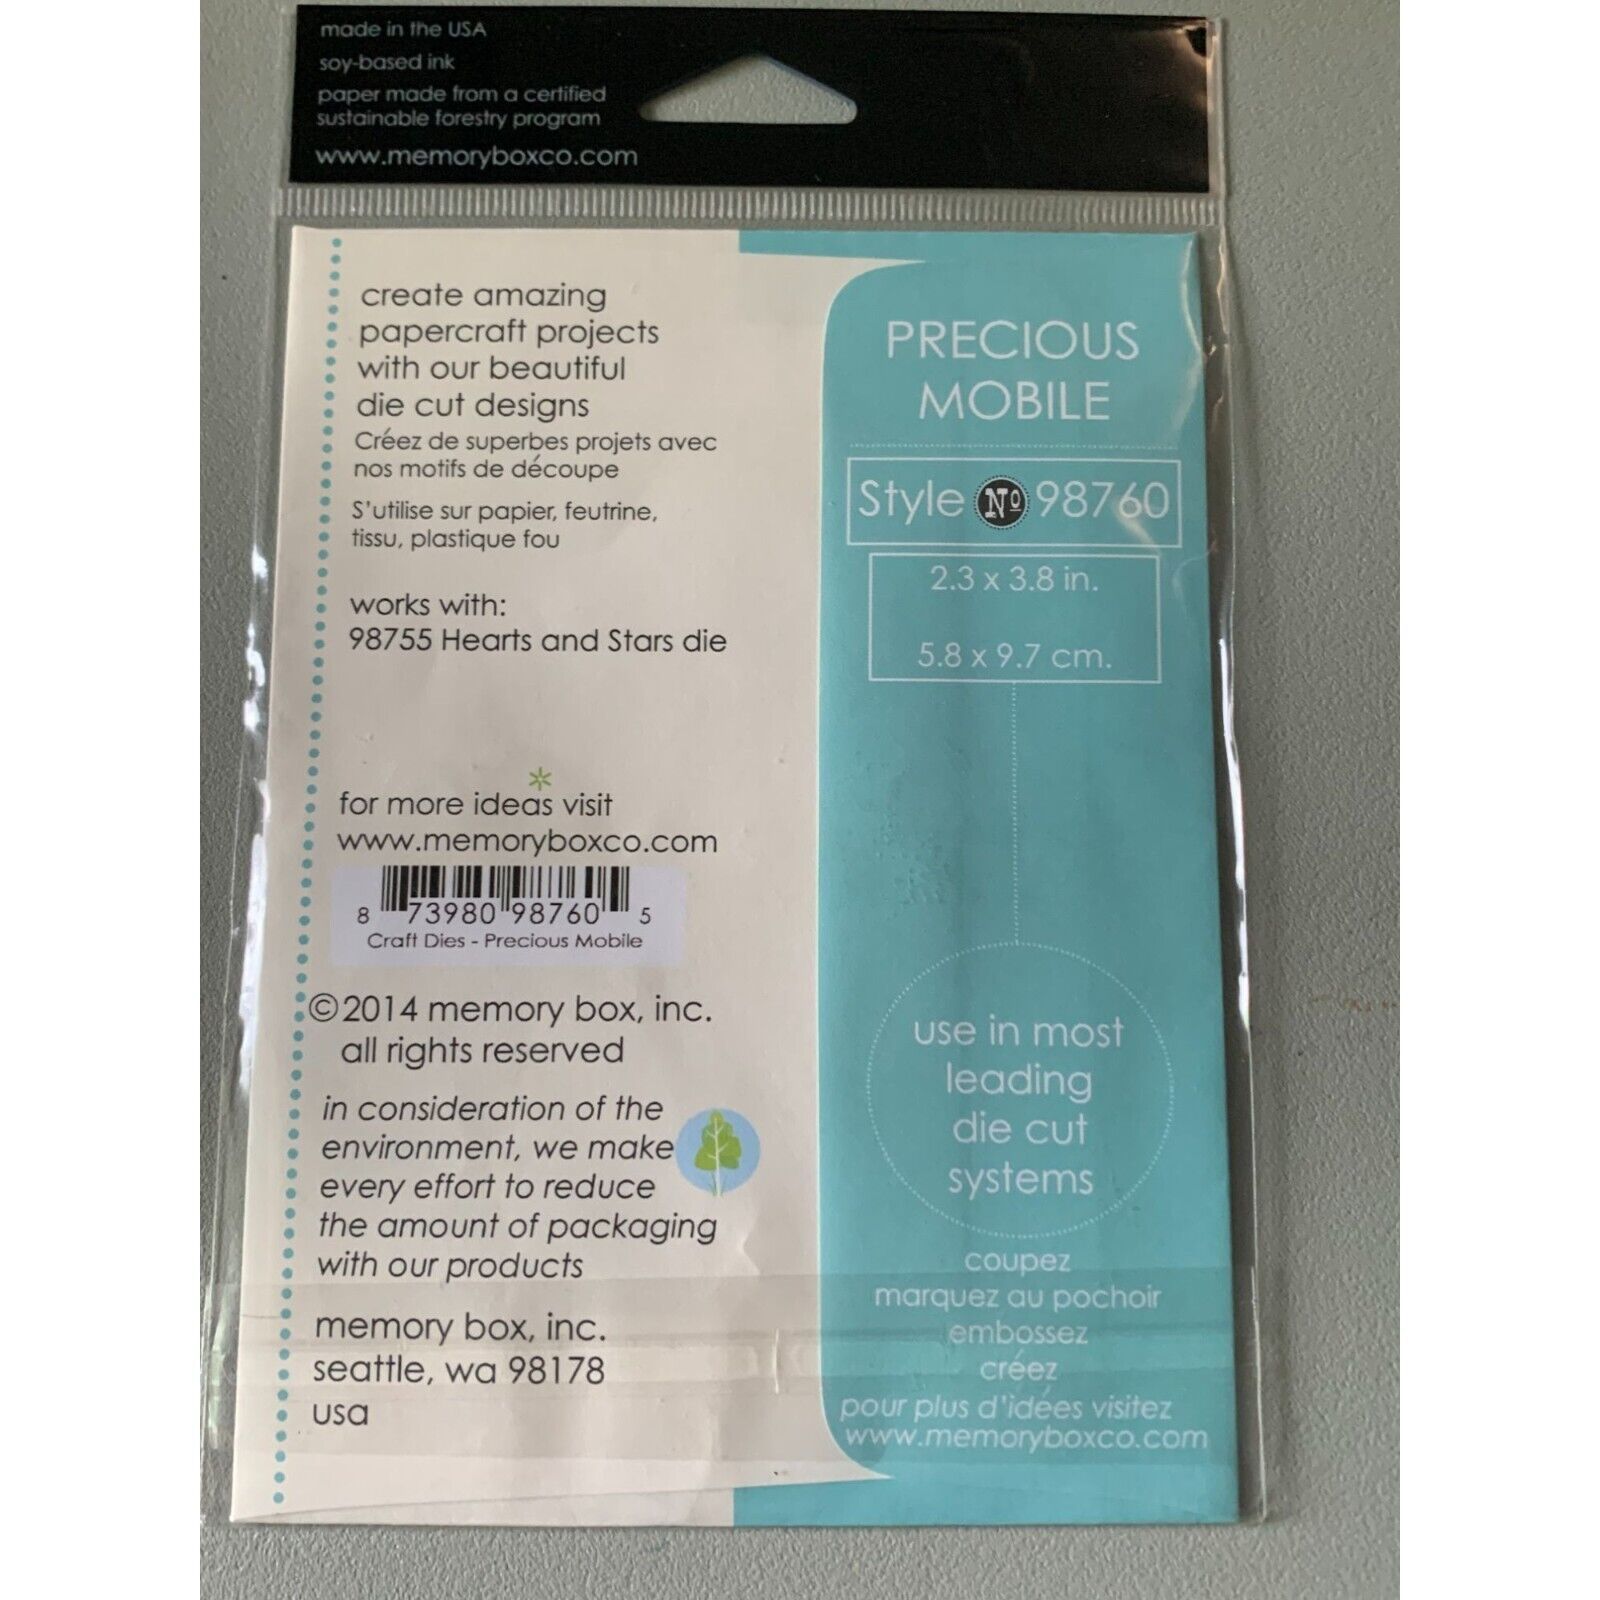 made in the USA
soy-based ink
paper made from a certified
sustainable forestry program
www.memoryboxco.com
create amazing
papercraft projects
with our beautiful
die cut designs
Créez de superbes projets avec
nos motifs de découpe
S'utilise sur papier, feutrine,
tissu, plastique fou
works with:
98755 Hearts and Stars die
for more ideas visit
www.memoryboxco.com
8 73980 98760 5
Craft Dies - Precious Mobile
©2014 memory box, inc.
all rights reserved
in consideration of the
environment, we make
every effort to reduce
the amount of packaging
with our products
memory box, inc.
seattle, wa 98178
usa
PRECIOUS
MOBILE
Style No 98760
2.3 x 3.8 in.
5.8 x 9.7 cm.
use in most
leading
die cut
systems
coupez
marquez au pochoir
embossez
créez
pour plus d'idées visitez
www.memoryboxco.com